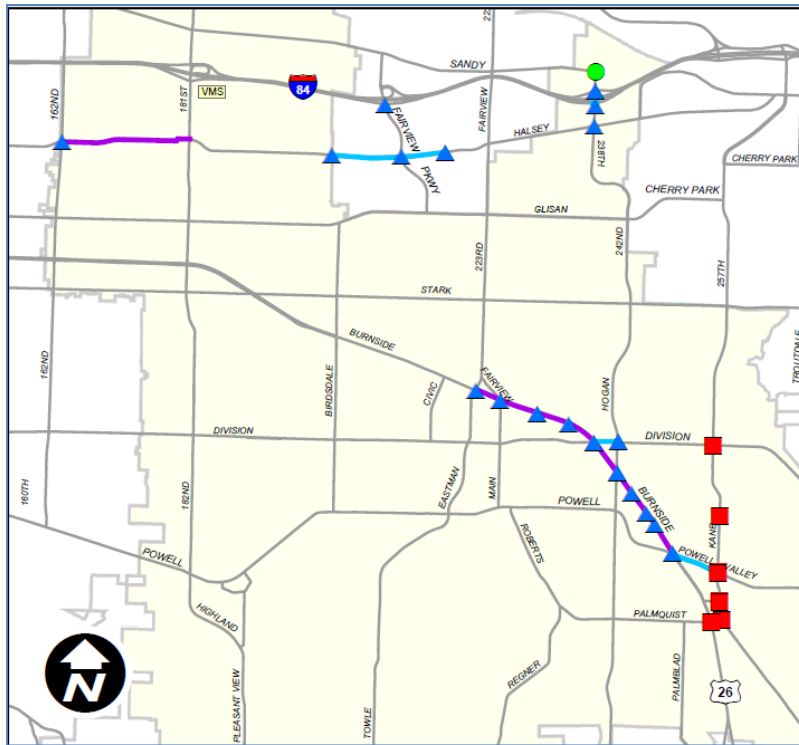 22
SANDY
162ND
181ST
VMS
84
FAIRVIEW
PKWY
FAIRVIEW
HALSEY
238TH
CHERRY PARK
CHERRY PARK
GLISAN
242ND
223RD
257TH
STARK
TROUTDALE
BURNSIDE
162ND
BIRDSDALE
CIVIC
FAIRVIEW
HOGAN
DIVISION
DIVISION
160TH
182ND
EASTMAN
MAIN
POWELL
BURNSIDE
KANE
ROBERTS
POWELL
POWELL VALLEY
HIGHLAND
PALMQUIST
N
PLEASANT VIEW
TOWLE
REGNER
PALMBLAD
26